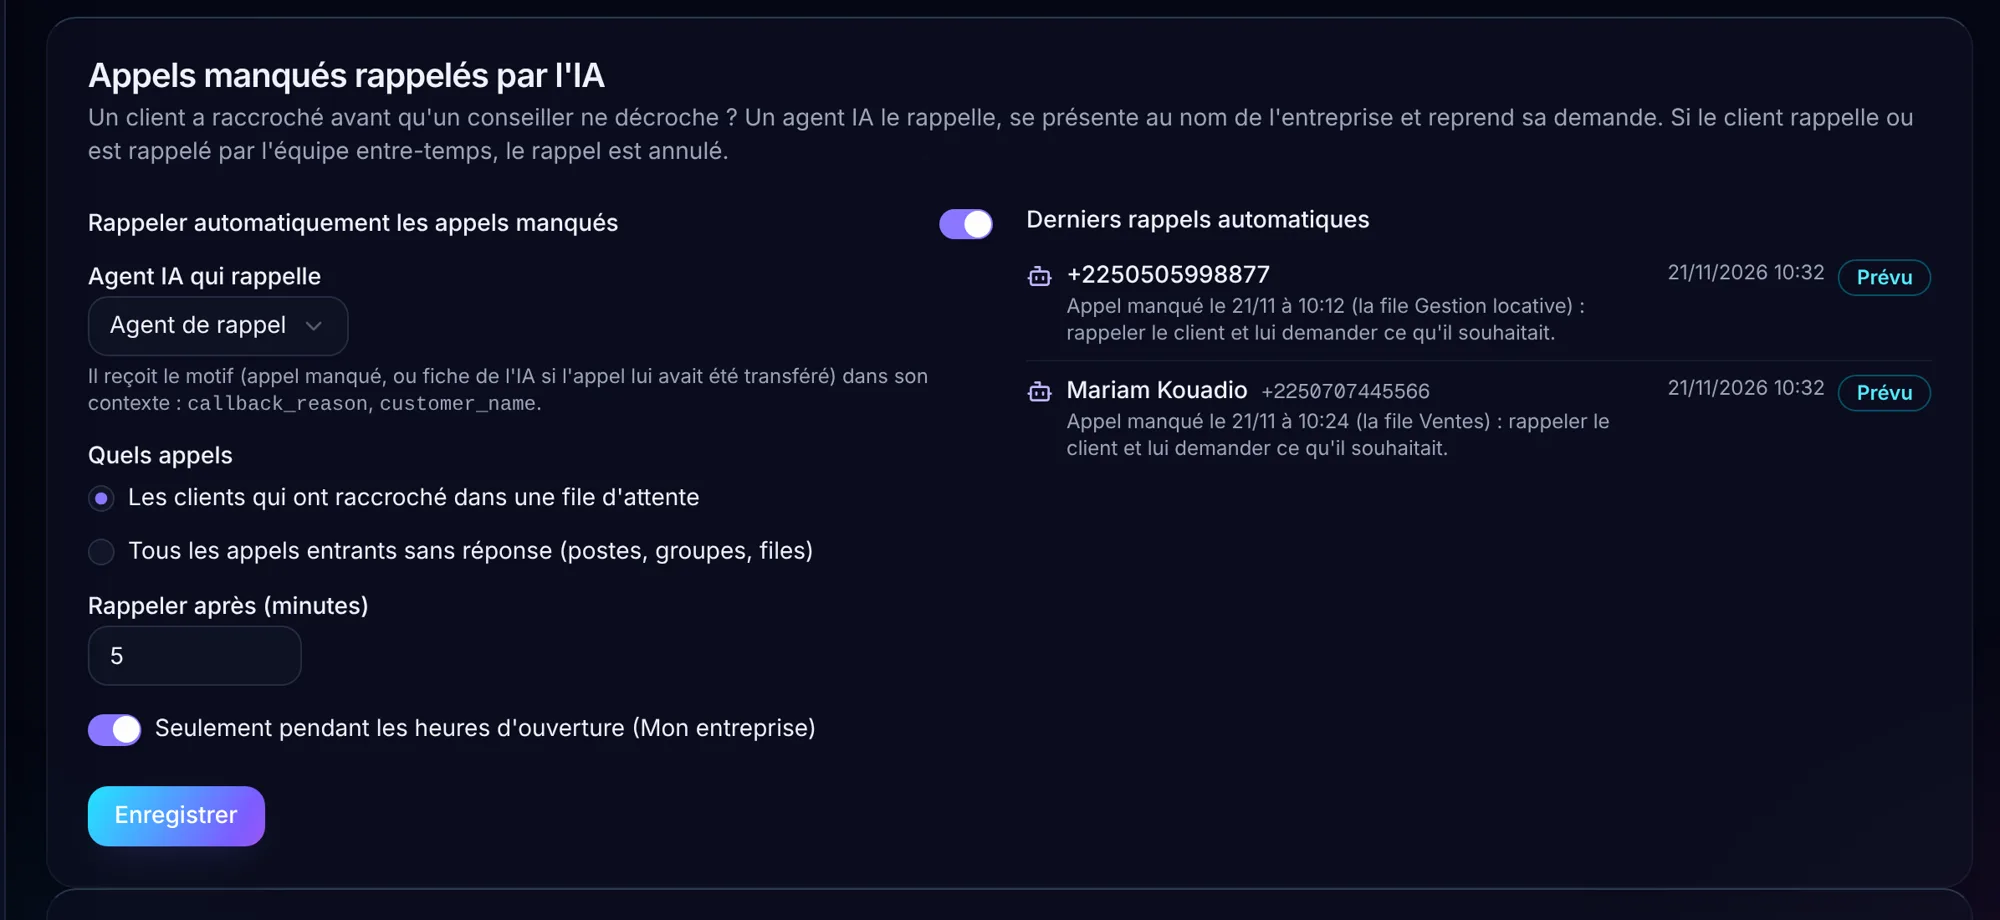 Appels manqués rappelés par l'IA
Un client a raccroché avant qu'un conseiller ne décroche ? Un agent IA le rappelle, se présente au nom de l'entreprise et reprend sa demande. Si le client rappelle ou
est rappelé par l'équipe entre-temps, le rappel est annulé.
Rappeler automatiquement les appels manqués
Agent IA qui rappelle
Agent de rappel
Il reçoit le motif (appel manqué, ou fiche de l'IA si l'appel lui avait été transféré) dans son
contexte : callback_reason, customer_name.
Quels appels
Les clients qui ont raccroché dans une file d'attente
Tous les appels entrants sans réponse (postes, groupes, files)
Rappeler après (minutes)
5
Seulement pendant les heures d'ouverture (Mon entreprise)
Enregistrer
Derniers rappels automatiques
+2250505998877
21/11/2026 10:32
Prévu
Appel manqué le 21/11 à 10:12 (la file Gestion locative) :
rappeler le client et lui demander ce qu'il souhaitait.
Mariam Kouadio +2250707445566
21/11/2026 10:32
Prévu
Appel manqué le 21/11 à 10:24 (la file Ventes) : rappeler le
client et lui demander ce qu'il souhaitait.